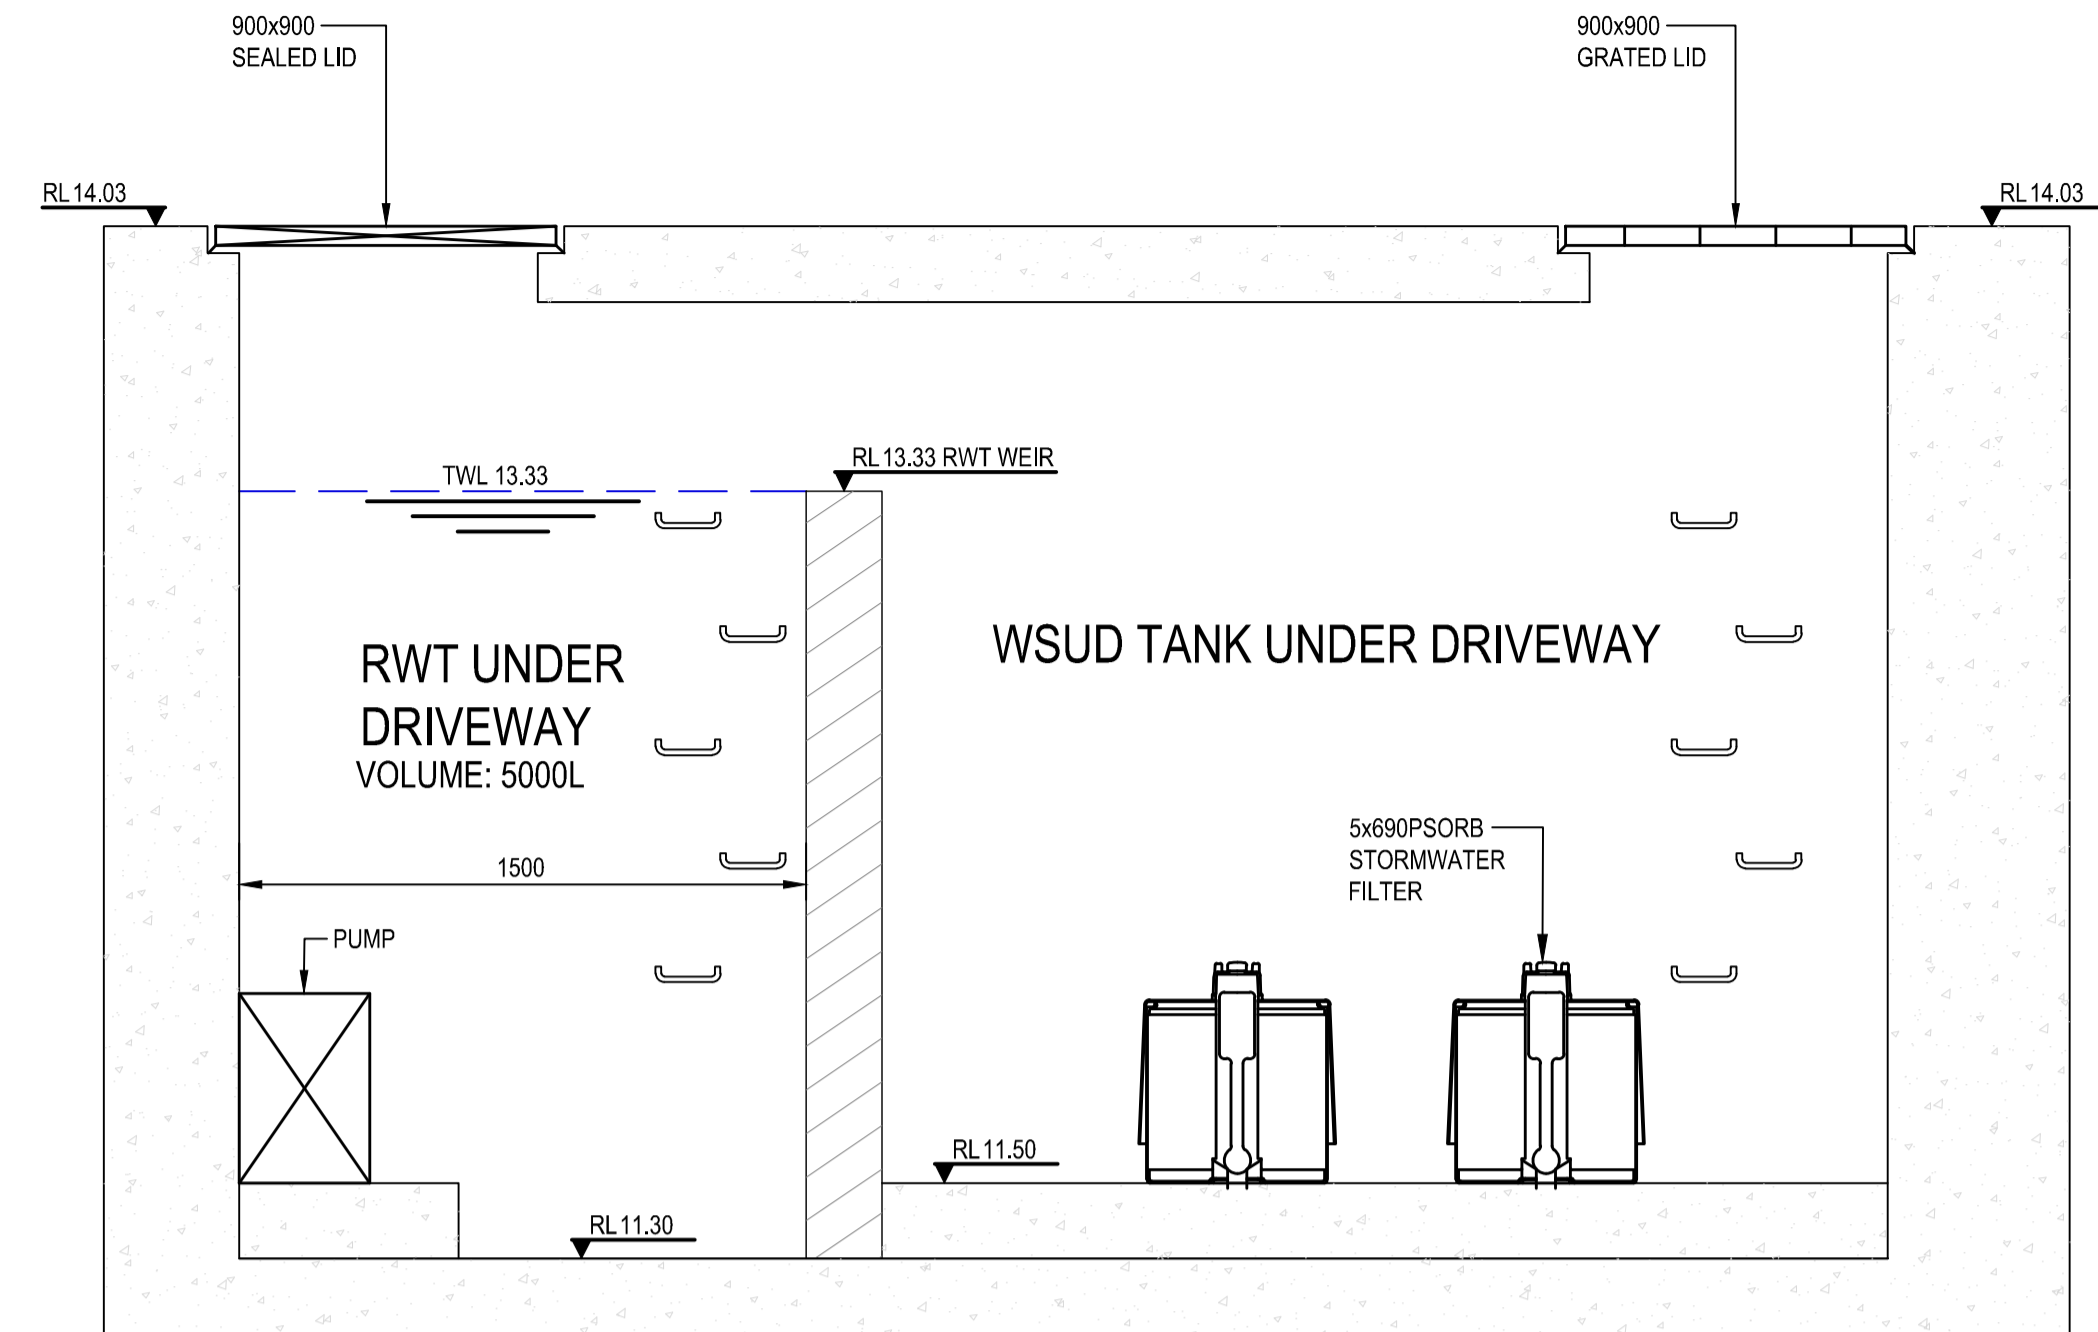 900x900
SEALED LID
900x900
GRATED LID
RL 14.03
RL 14.03
RL 13.33 RWT WEIR
TWL 13.33
WSUD TANK UNDER DRIVEWAY
RWT UNDER
DRIVEWAY
VOLUME: 5000L
5x690PSORB
STORMWATER
FILTER
1500
PUMP
RL 11.50
RL 11.30